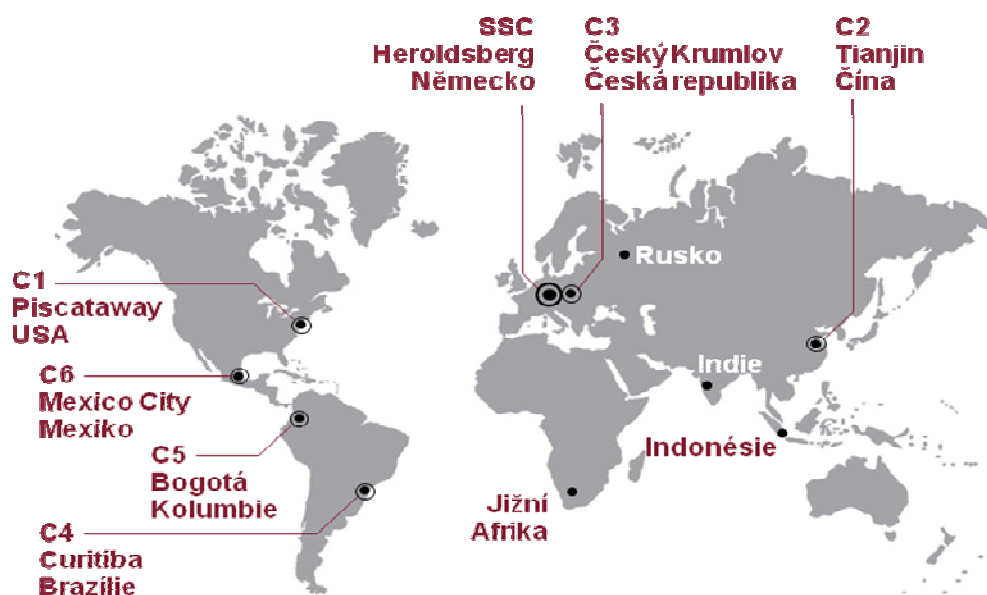 SSC
Heroldsberg
Německo
C3
Český Krumlov
Česká republika
C2
Tianjin
Čína
Rusko
C1
Piscataway
USA
Indie
C6
Mexico City
Mexiko
Indonésie
C5
Bogotá
Kolumbie
Jižní
Afrika
C4
Curitiba
Brazílie